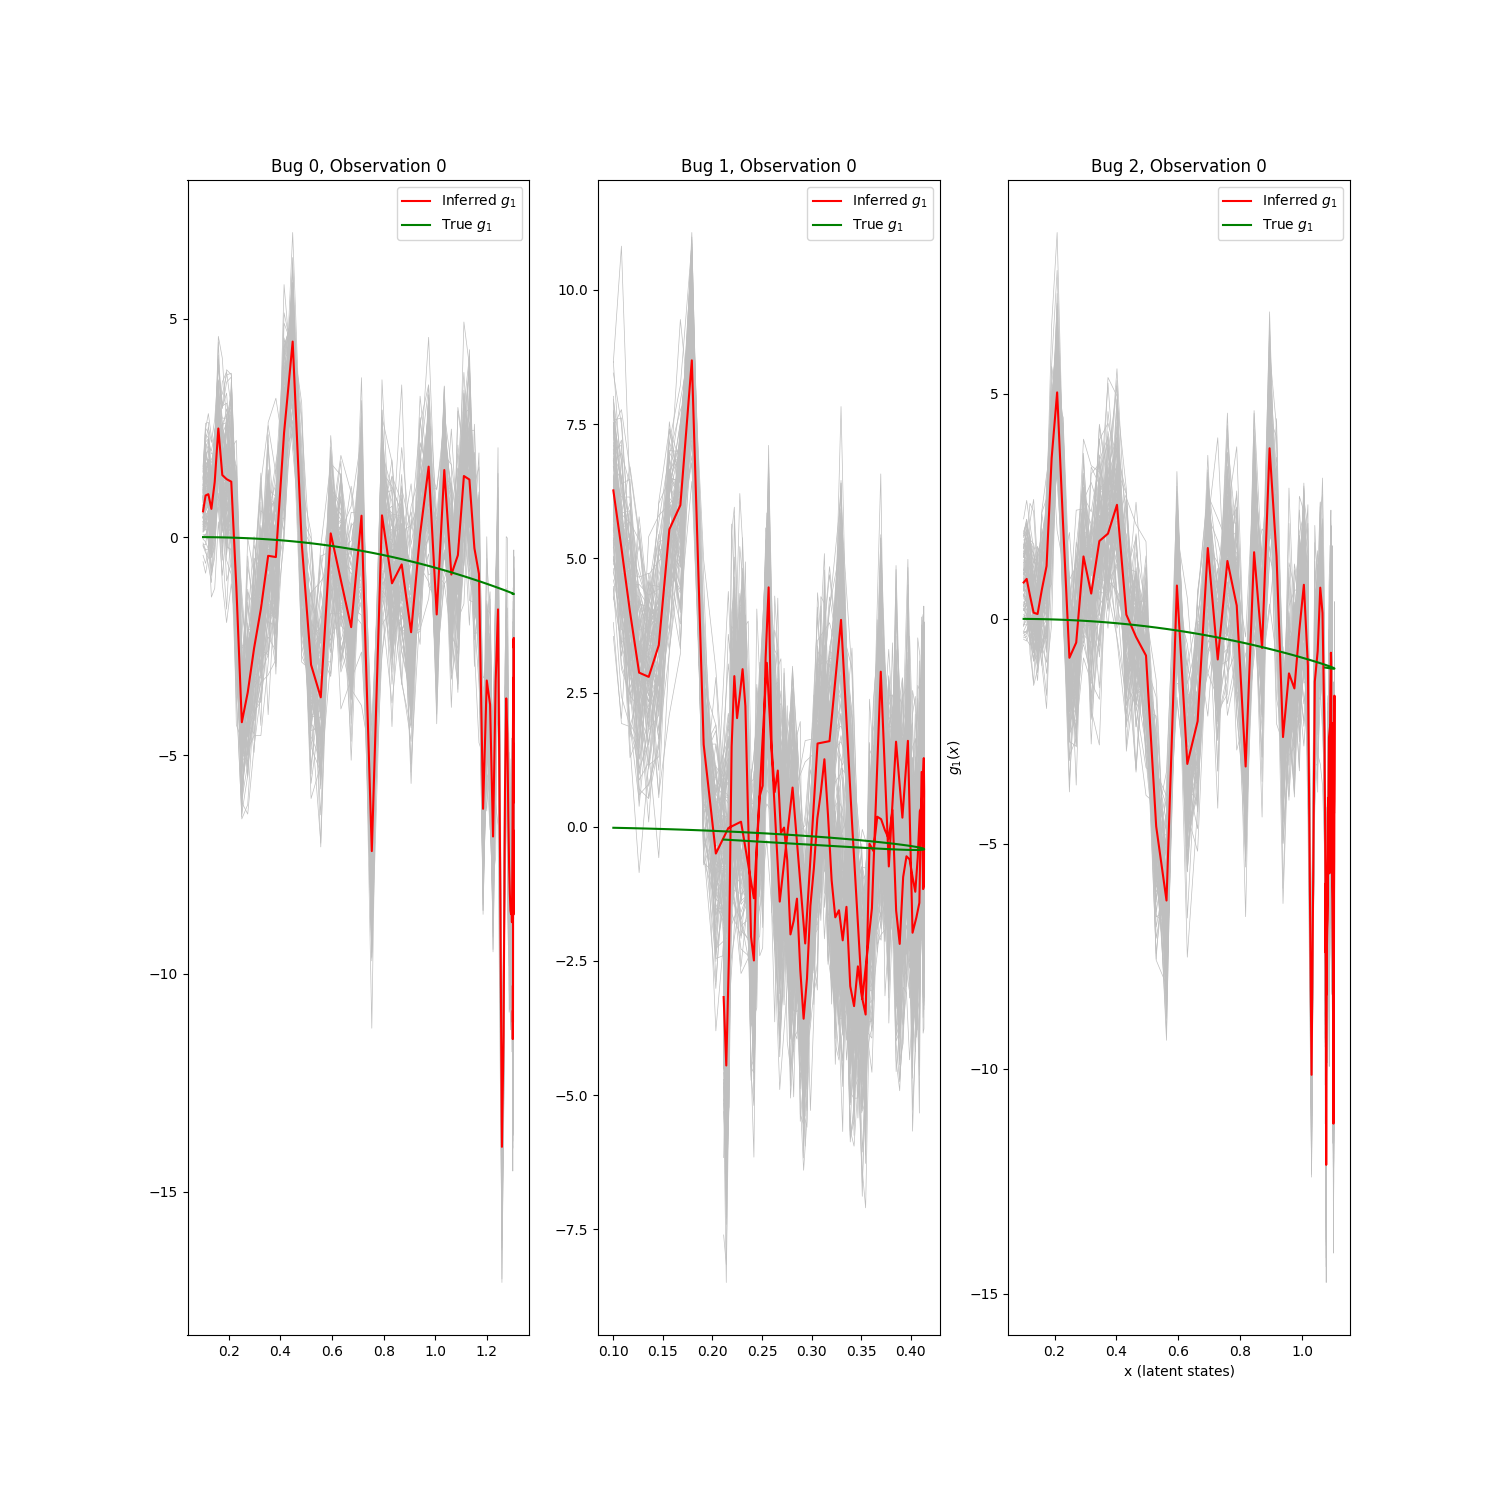 Bug 0, Observation 0
Inferred g₁
True g₁
5
0
−5
−10
−15
0.2 0.4 0.6 0.8 1.0 1.2
Bug 1, Observation 0
Inferred g₁
True g₁
10.0
7.5
5.0
2.5
0.0
−2.5
−5.0
−7.5
0.10 0.15 0.20 0.25 0.30 0.35 0.40
Bug 2, Observation 0
Inferred g₁
True g₁
g₁(x)
5
0
−5
−10
−15
0.2 0.4 0.6 0.8 1.0
x (latent states)